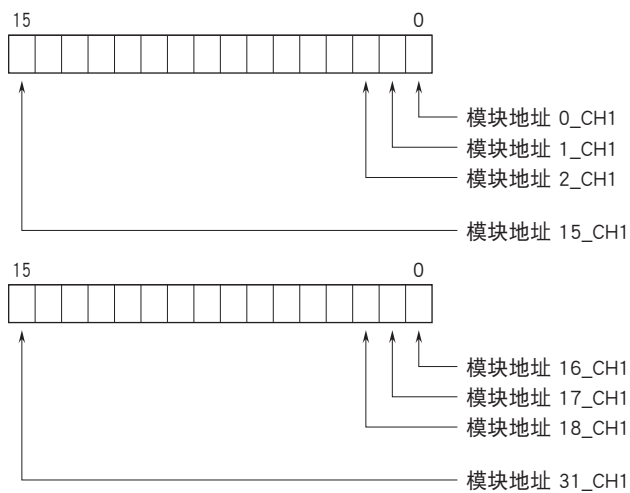 15 0
模块地址 0_CH1
模块地址 1_CH1
模块地址 2_CH1
模块地址 15_CH1
15 0
模块地址 16_CH1
模块地址 17_CH1
模块地址 18_CH1
模块地址 31_CH1